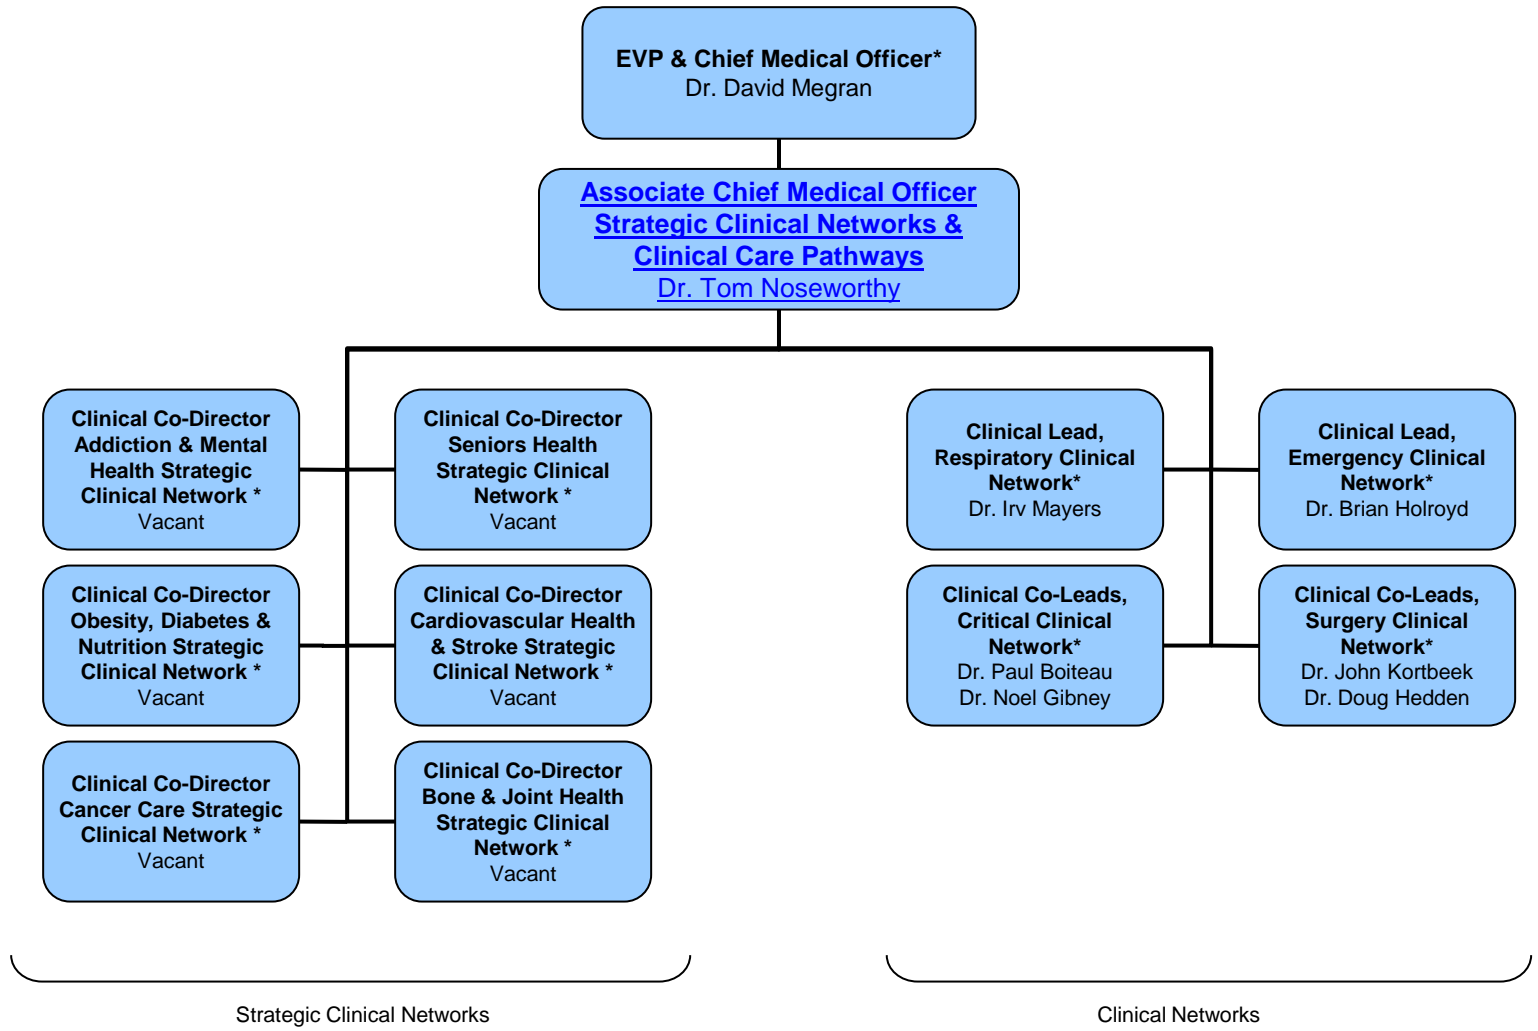 EVP & Chief Medical Officer*
Dr. David Megran
Associate Chief Medical Officer
Strategic Clinical Networks &
Clinical Care Pathways
Dr. Tom Noseworthy
Clinical Co-Director
Addiction & Mental
Health Strategic
Clinical Network *
Vacant
Clinical Co-Director
Seniors Health
Strategic Clinical
Network *
Vacant
Clinical Lead,
Respiratory Clinical
Network*
Dr. Irv Mayers
Clinical Lead,
Emergency Clinical
Network*
Dr. Brian Holroyd
Clinical Co-Director
Obesity, Diabetes &
Nutrition Strategic
Clinical Network *
Vacant
Clinical Co-Director
Cardiovascular Health
& Stroke Strategic
Clinical Network *
Vacant
Clinical Co-Leads,
Critical Clinical
Network*
Dr. Paul Boiteau
Dr. Noel Gibney
Clinical Co-Leads,
Surgery Clinical
Network*
Dr. John Kortbeek
Dr. Doug Hedden
Clinical Co-Director
Cancer Care Strategic
Clinical Network *
Vacant
Clinical Co-Director
Bone & Joint Health
Strategic Clinical
Network *
Vacant
Strategic Clinical Networks
Clinical Networks